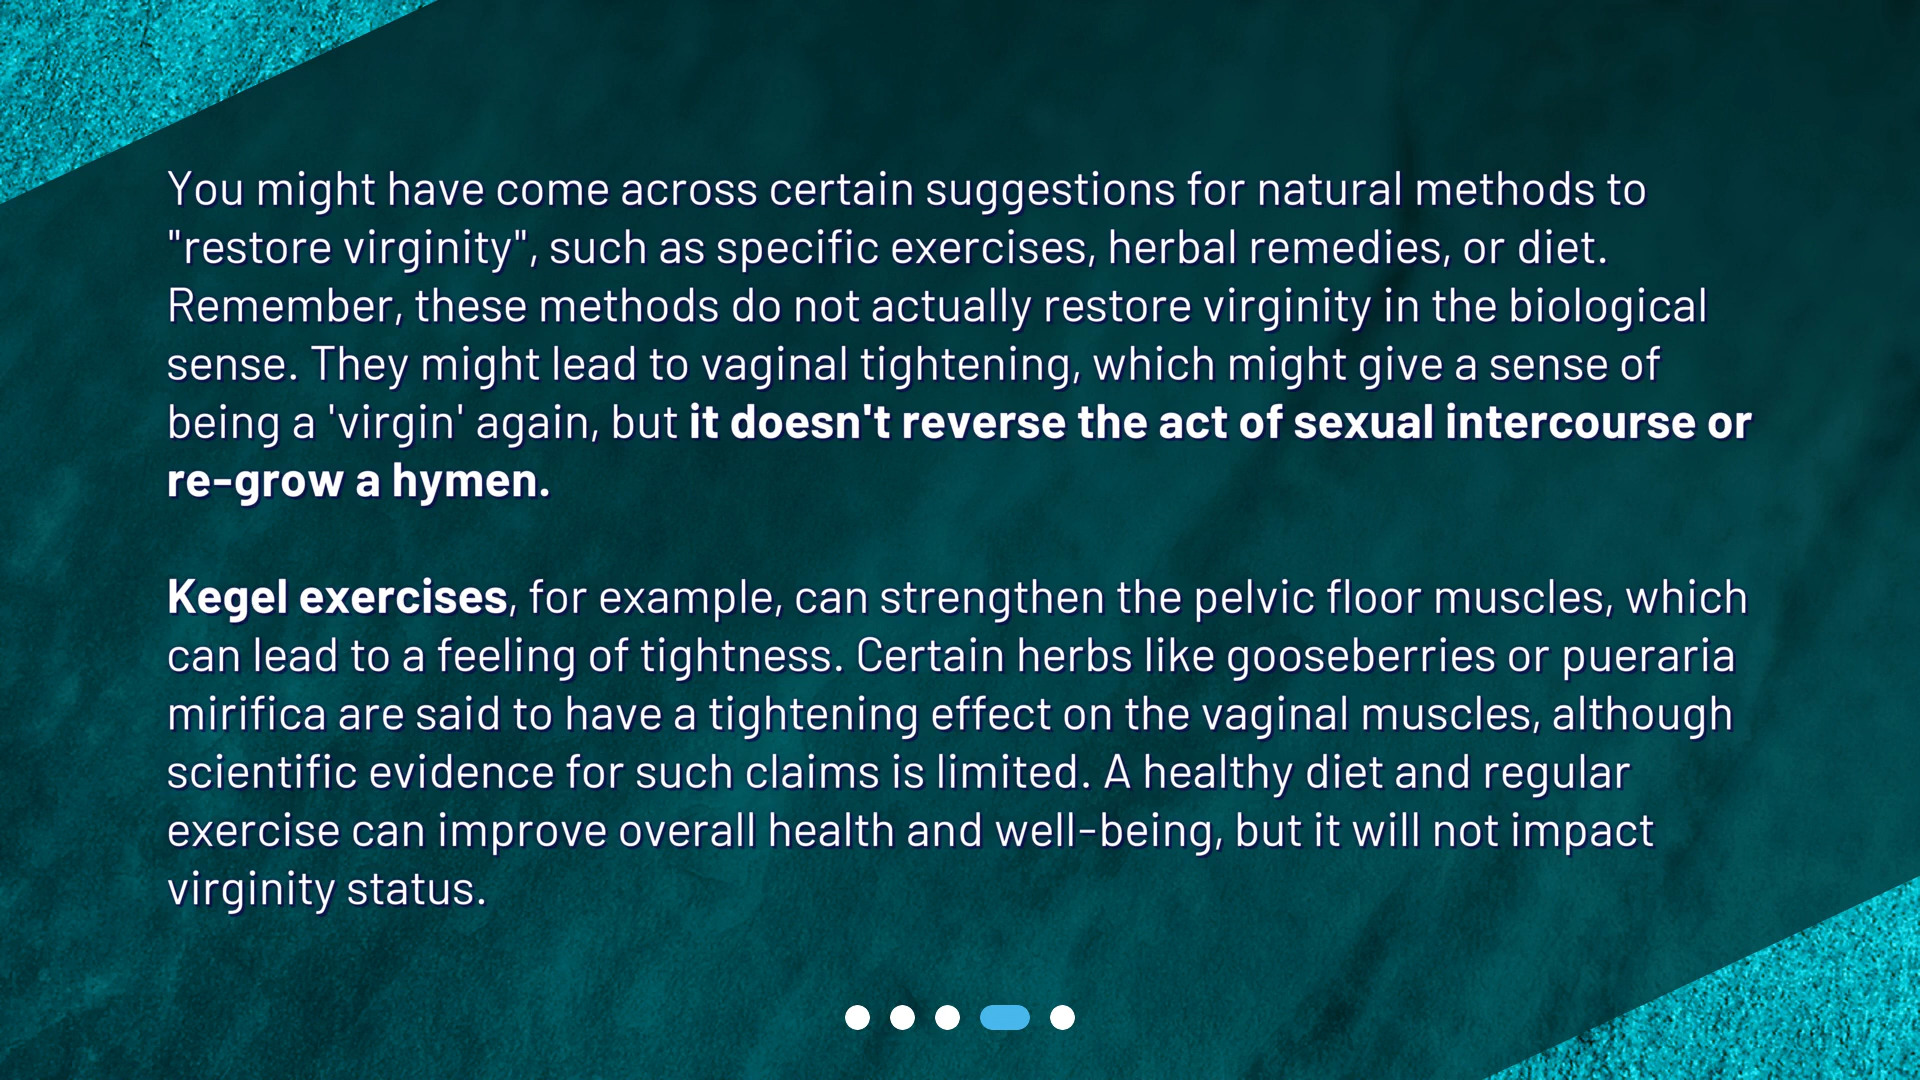 You might have come across certain suggestions for natural methods to
"restore virginity", such as specific exercises, herbal remedies, or diet.
Remember, these methods do not actually restore virginity in the biological
sense. They might lead to vaginal tightening, which might give a sense of
being a 'virgin' again, but it doesn't reverse the act of sexual intercourse or
re-grow a hymen.
Kegel exercises, for example, can strengthen the pelvic floor muscles, which
can lead to a feeling of tightness. Certain herbs like gooseberries or pueraria
mirifica are said to have a tightening effect on the vaginal muscles, although
scientific evidence for such claims is limited. A healthy diet and regular
exercise can improve overall health and well-being, but it will not impact
virginity status.